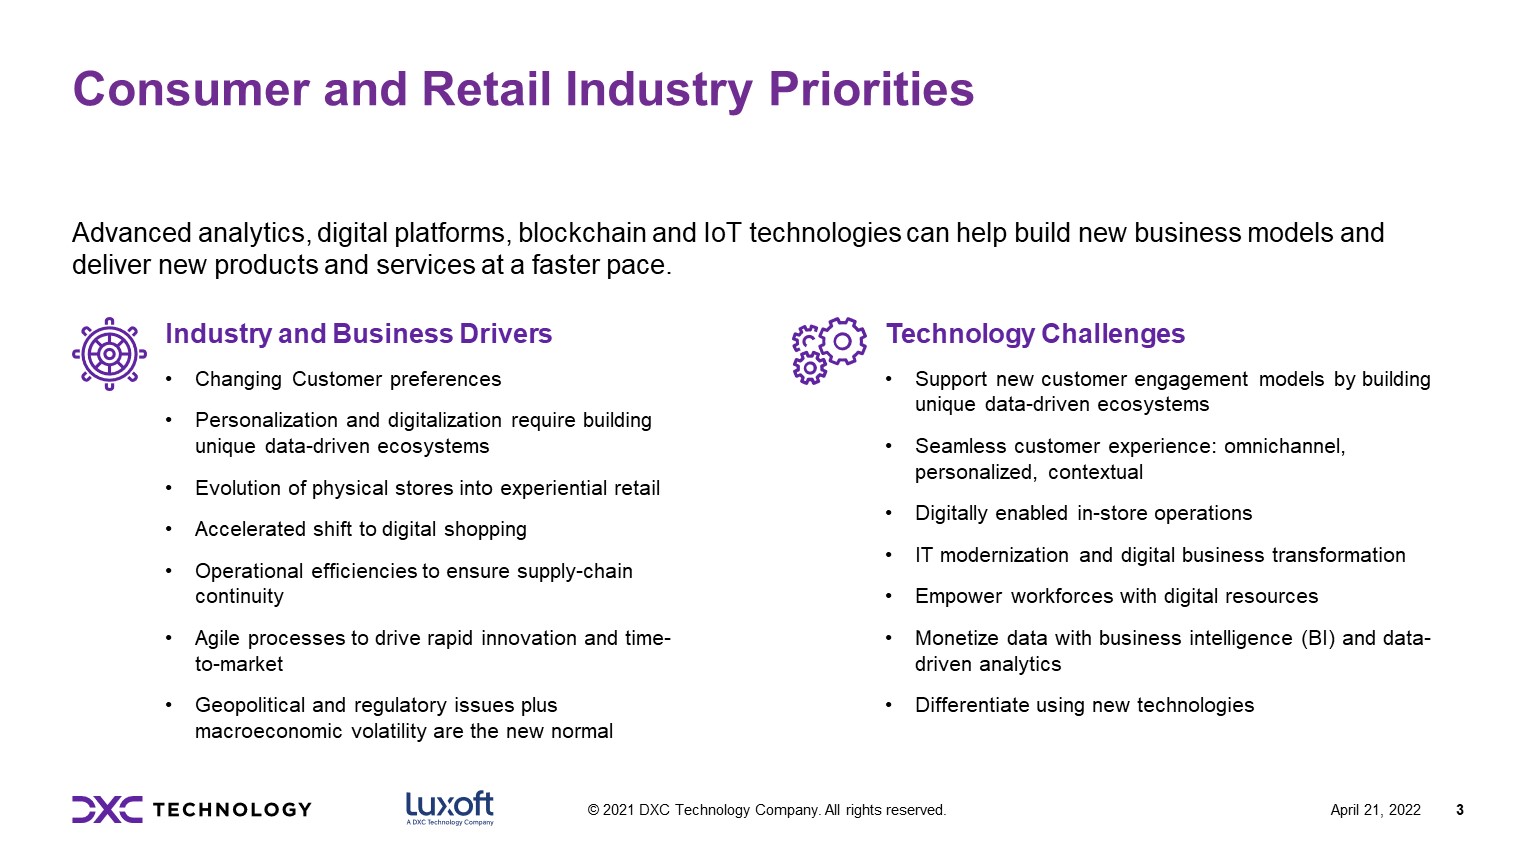 Consumer and Retail Industry Priorities
Advanced analytics, digital platforms, blockchain and IoT technologies can help build new business models and
deliver new products and services at a faster pace.
Industry and Business Drivers
• Changing Customer preferences
• Personalization and digitalization require building
unique data-driven ecosystems
• Evolution of physical stores into experiential retail
• Accelerated shift to digital shopping
• Operational efficiencies to ensure supply-chain
continuity
• Agile processes to drive rapid innovation and time-
to-market
• Geopolitical and regulatory issues plus
macroeconomic volatility are the new normal
Technology Challenges
• Support new customer engagement models by building
unique data-driven ecosystems
• Seamless customer experience: omnichannel,
personalized, contextual
• Digitally enabled in-store operations
• IT modernization and digital business transformation
• Empower workforces with digital resources
• Monetize data with business intelligence (BI) and data-
driven analytics
• Differentiate using new technologies
DXC TECHNOLOGY
Luxoft
A DXC Technology Company
© 2021 DXC Technology Company. All rights reserved.
April 21, 2022
3